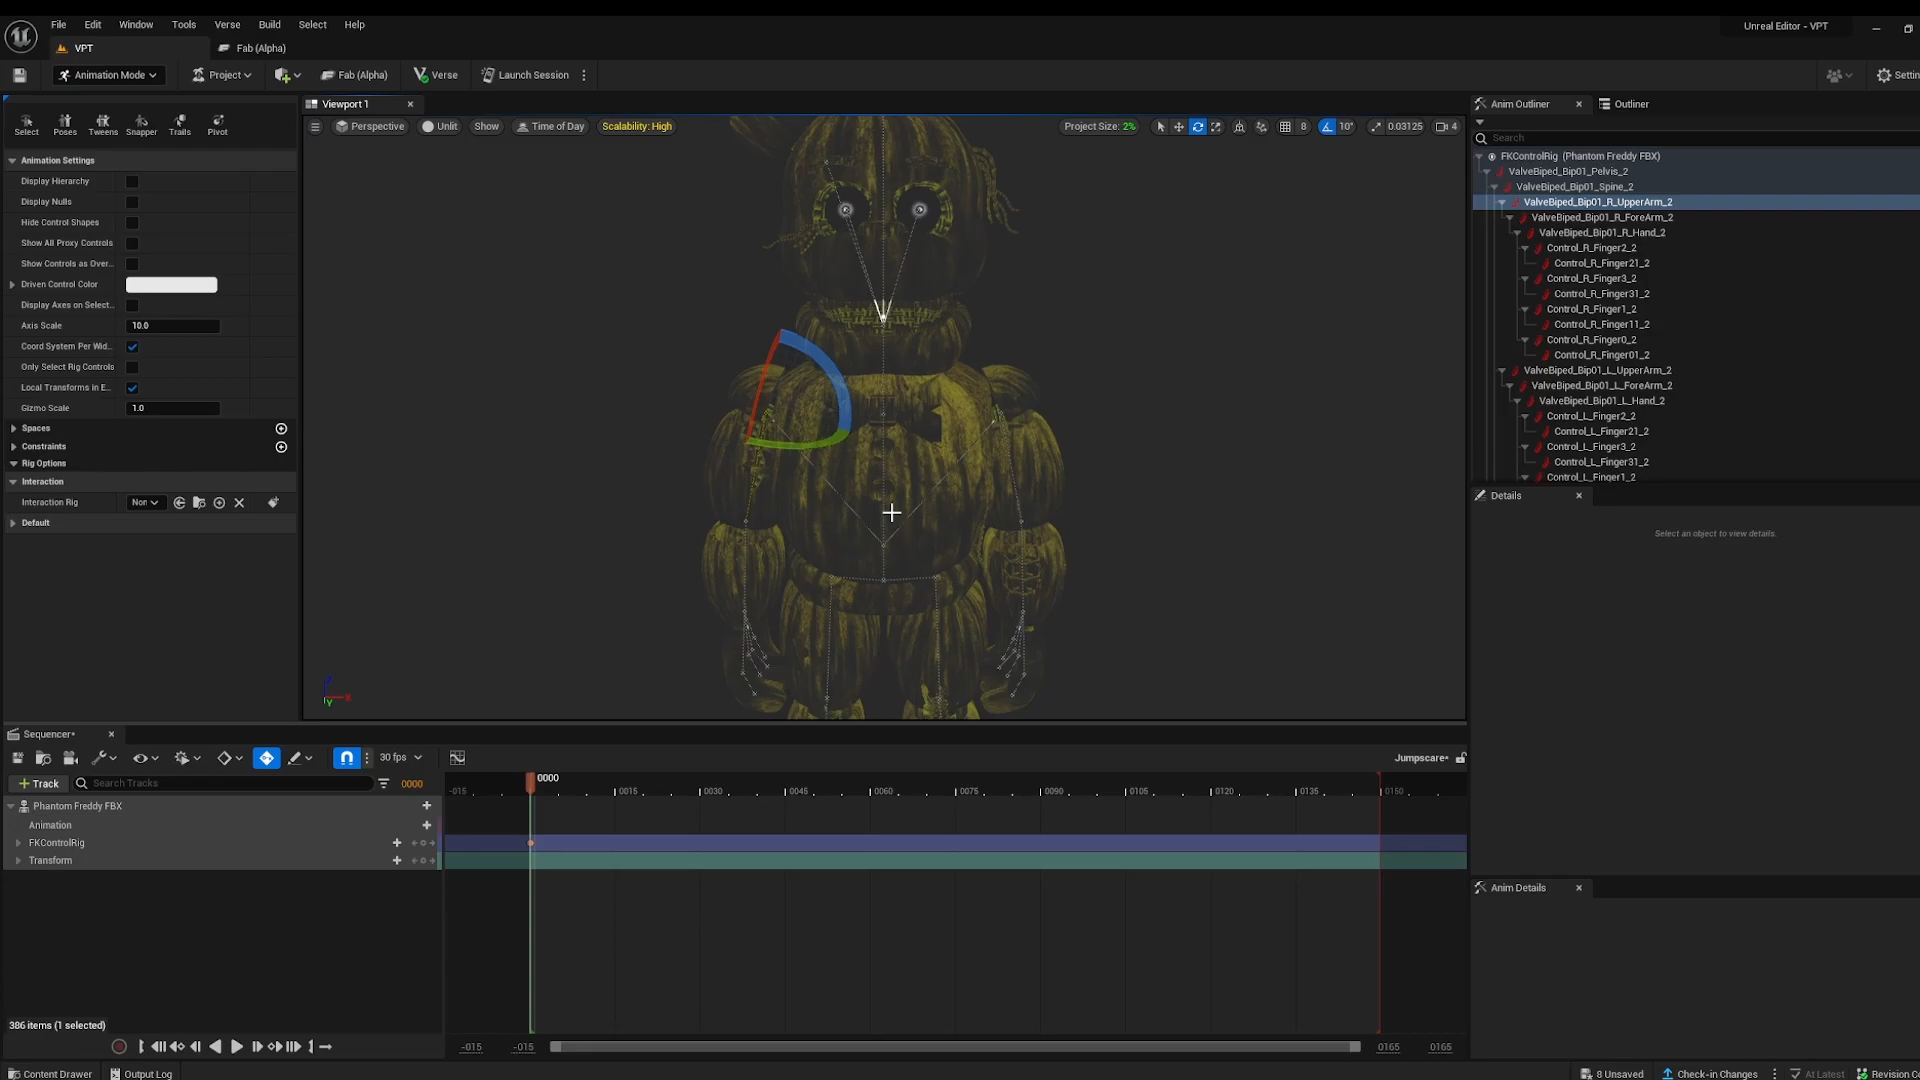 File Edit Window Tools Verse Build Select Help
Unreal Editor - VPT
VPT
Fab (Alpha)
Animation Mode
Project
Fab (Alpha)
Verse
Launch Session
Select
Poses
Tweens
Snapper
Trails
Pivot
Animation Settings
Display Hierarchy
Display Nulls
Hide Control Shapes
Show All Proxy Controls
Show Controls as Over...
Driven Control Color
Display Axes on Select...
Axis Scale 10.0
Coord System Per Wid...
Only Select Rig Controls
Local Transforms in E...
Gizmo Scale 1.0
Spaces
Constraints
Rig Options
Interaction
Interaction Rig
Default
Viewport 1
Perspective
Unlit
Show
Time of Day
Scalability: High
Project Size: 2%
8
10°
0.03125
4
Anim Outliner
Outliner
Search
FKControlRig (Phantom Freddy FBX)
ValveBiped_Bip01_Pelvis_2
ValveBiped_Bip01_Spine_2
ValveBiped_Bip01_R_UpperArm_2
ValveBiped_Bip01_R_ForeArm_2
ValveBiped_Bip01_R_Hand_2
Control_R_Finger2_2
Control_R_Finger21_2
Control_R_Finger3_2
Control_R_Finger31_2
Control_R_Finger1_2
Control_R_Finger11_2
Control_R_Finger0_2
Control_R_Finger01_2
ValveBiped_Bip01_L_UpperArm_2
ValveBiped_Bip01_L_ForeArm_2
ValveBiped_Bip01_L_Hand_2
Control_L_Finger2_2
Control_L_Finger21_2
Control_L_Finger3_2
Control_L_Finger31_2
Control_L_Finger1_2
Details
Select an object to view details.
Anim Details
Sequencer*
30 fps
Jumpscare*
Track
Search Tracks
0000
0000
-015 0015 0030 0045 0060 0075 0090 0105 0120 0135 0150
Phantom Freddy FBX
Animation
FKControlRig
Transform
386 items (1 selected)
-015 -015 0165 0165
Content Drawer
Output Log
8 Unsaved
Check-in Changes
At Latest